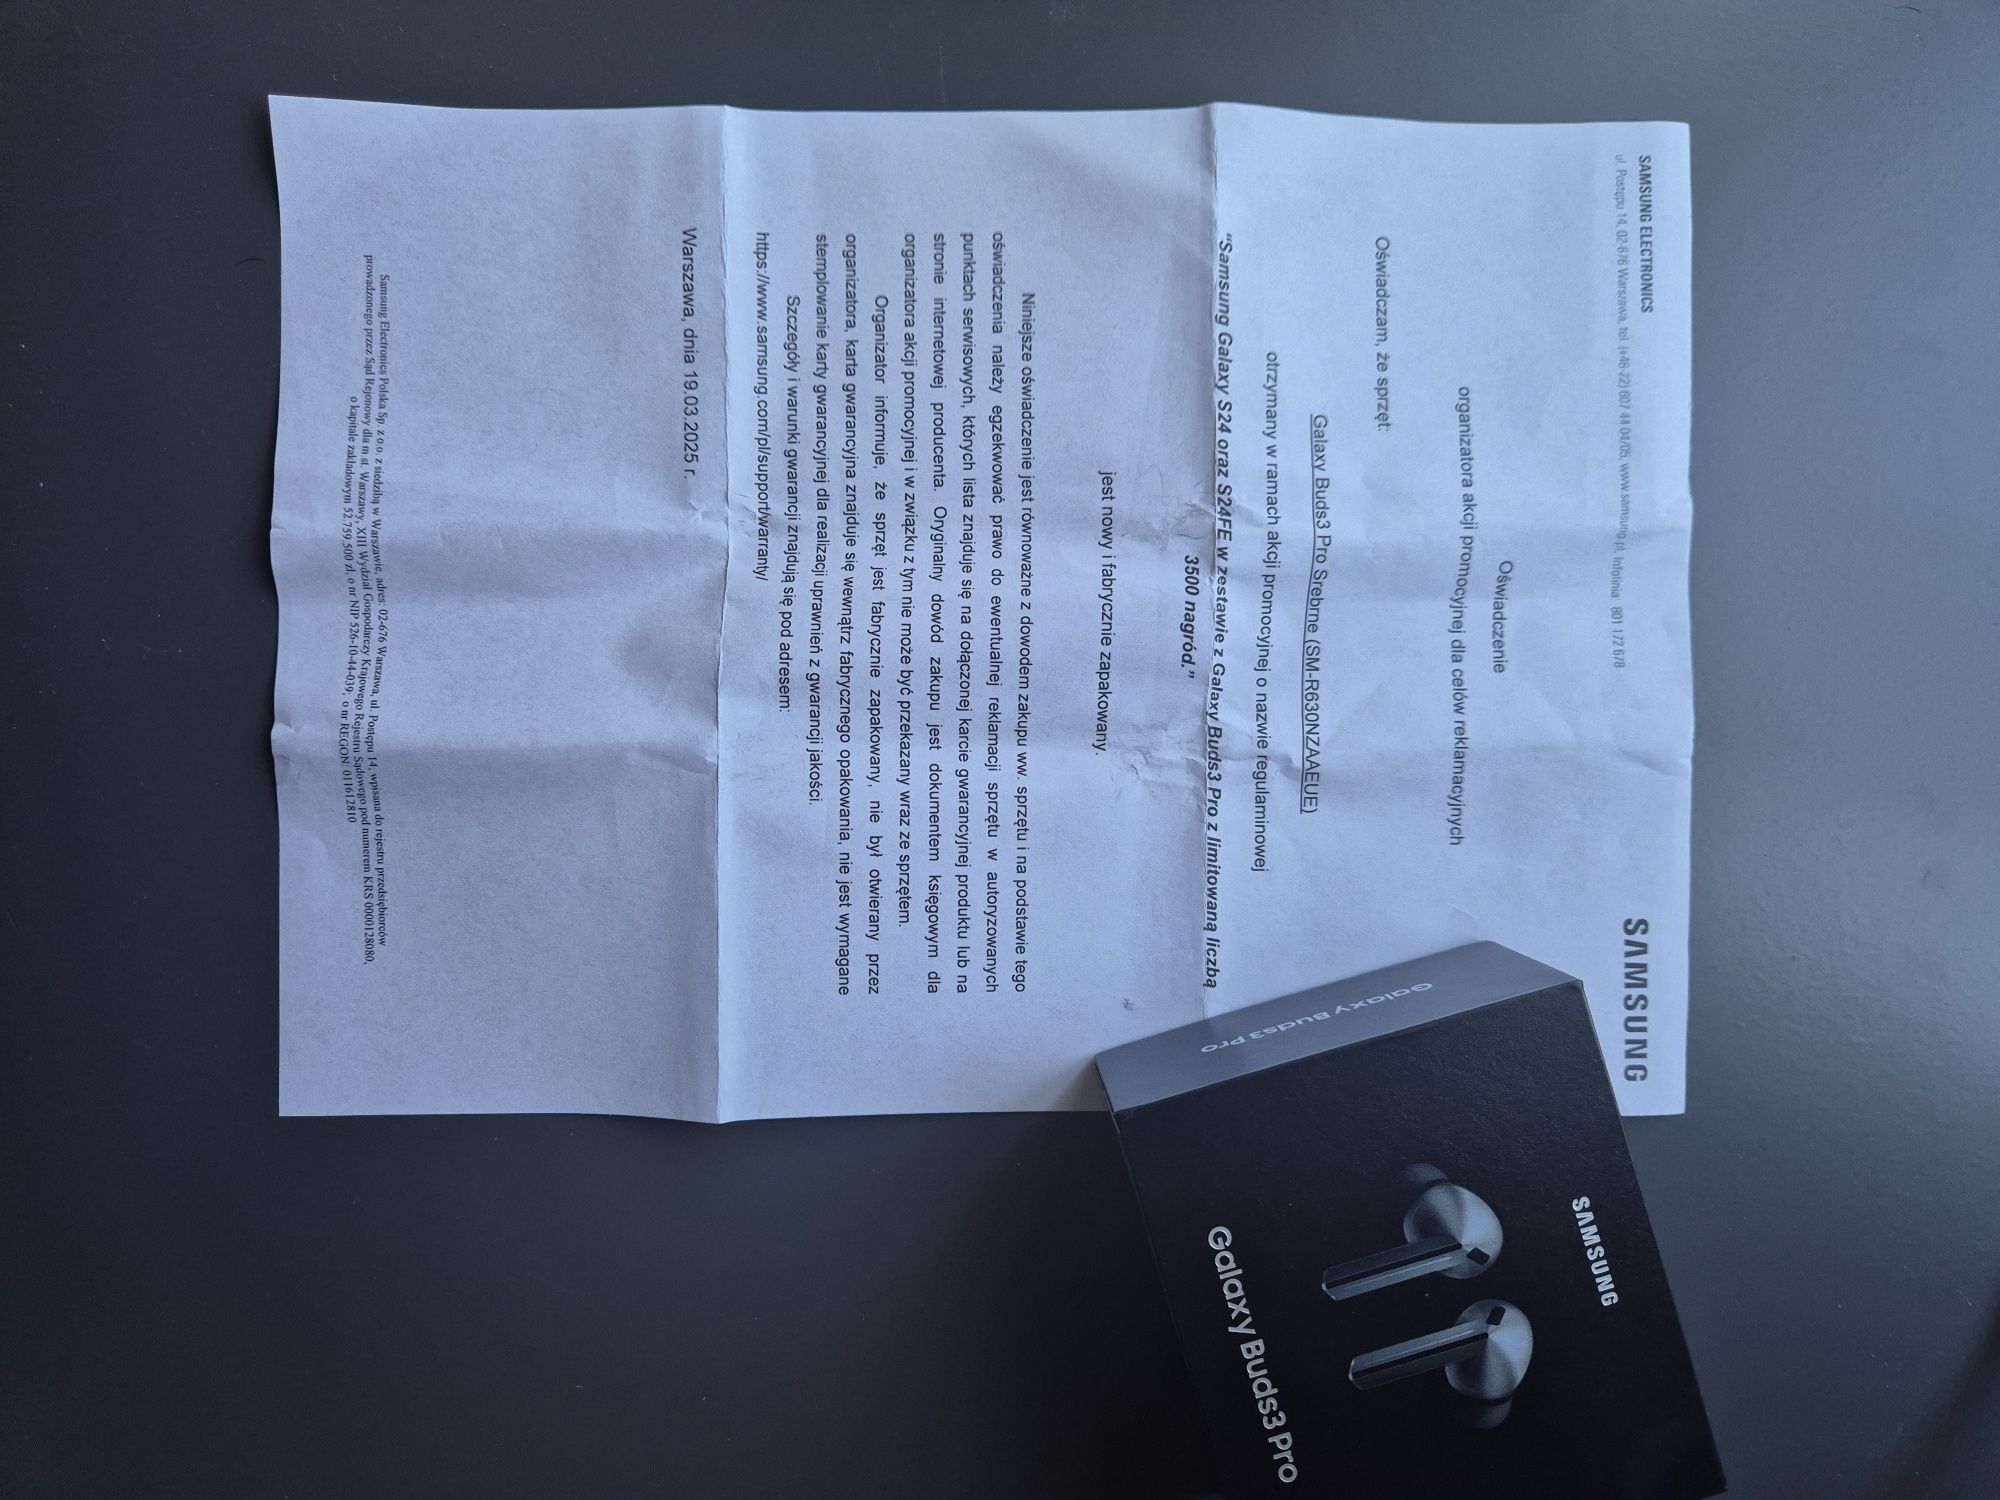 SAMSUNG ELECTRONICS
ul. Postępu 14, 02-676 Warszawa, tel. (+48-22) 607 44 04/05, www.samsung.pl, Infolinia: 801 172 678
SAMSUNG
Oświadczenie
organizatora akcji promocyjnej dla celów reklamacyjnych
Oświadczam, że sprzęt:
Galaxy Buds3 Pro Srebrne (SM-R630NZAAEUE)
otrzymany w ramach akcji promocyjnej o nazwie regulaminowej
“Samsung Galaxy S24 oraz S24FE w zestawie z Galaxy Buds3 Pro z limitowaną liczbą
3500 nagród.”
jest nowy i fabrycznie zapakowany.
Niniejsze oświadczenie jest równoważne z dowodem zakupu ww. sprzętu i na podstawie tego
oświadczenia należy egzekwować prawo do ewentualnej reklamacji sprzętu w autoryzowanych
punktach serwisowych, których lista znajduje się na dołączonej karcie gwarancyjnej produktu lub na
stronie internetowej producenta. Oryginalny dowód zakupu jest dokumentem księgowym dla
organizatora akcji promocyjnej i w związku z tym nie może być przekazany wraz ze sprzętem.
Organizator informuje, że sprzęt jest fabrycznie zapakowany, nie był otwierany przez
organizatora, karta gwarancyjna znajduje się wewnątrz fabrycznego opakowania, nie jest wymagane
stemplowanie karty gwarancyjnej dla realizacji uprawnień z gwarancji jakości.
Szczegóły i warunki gwarancji znajdują się pod adresem:
https://www.samsung.com/pl/support/warranty/
Warszawa, dnia 19.03.2025 r.
Samsung Electronics Polska Sp. z o.o. z siedzibą w Warszawie, adres: 02-676 Warszawa, ul. Postępu 14, wpisana do rejestru przedsiębiorców
prowadzonego przez Sąd Rejonowy dla m.st. Warszawy, XIII Wydział Gospodarczy Krajowego Rejestru Sądowego pod numerem KRS 0000128080,
o kapitale zakładowym 52.759.500 zł, o nr NIP 526-10-44-039; o nr REGON: 011612810
Galaxy Buds3 Pro
SAMSUNG
Galaxy Buds3 Pro